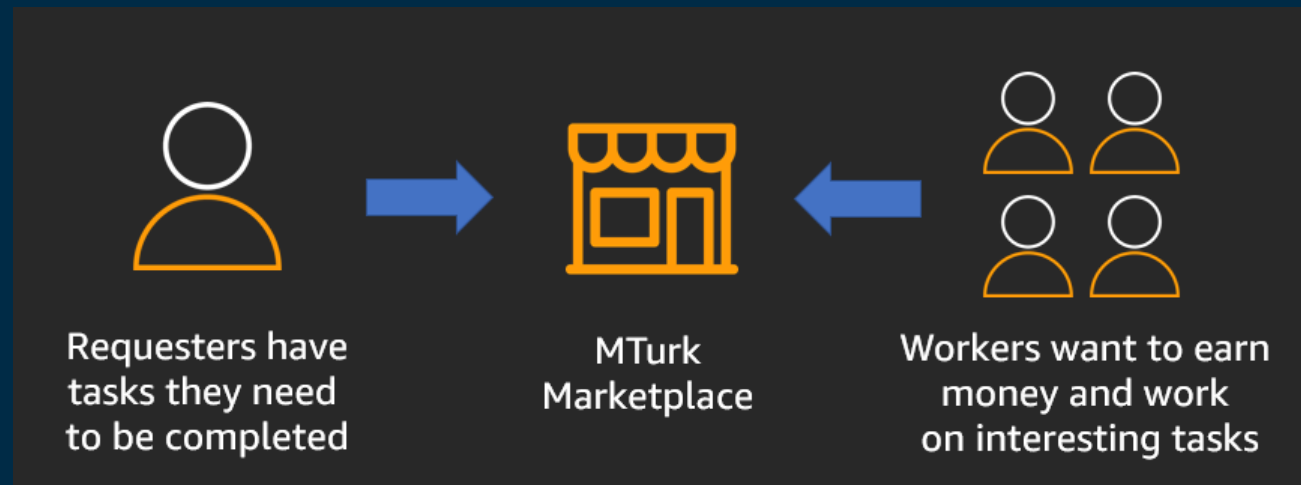 Requesters have
tasks they need
to be completed
MTurk
Marketplace
Workers want to earn
money and work
on interesting tasks